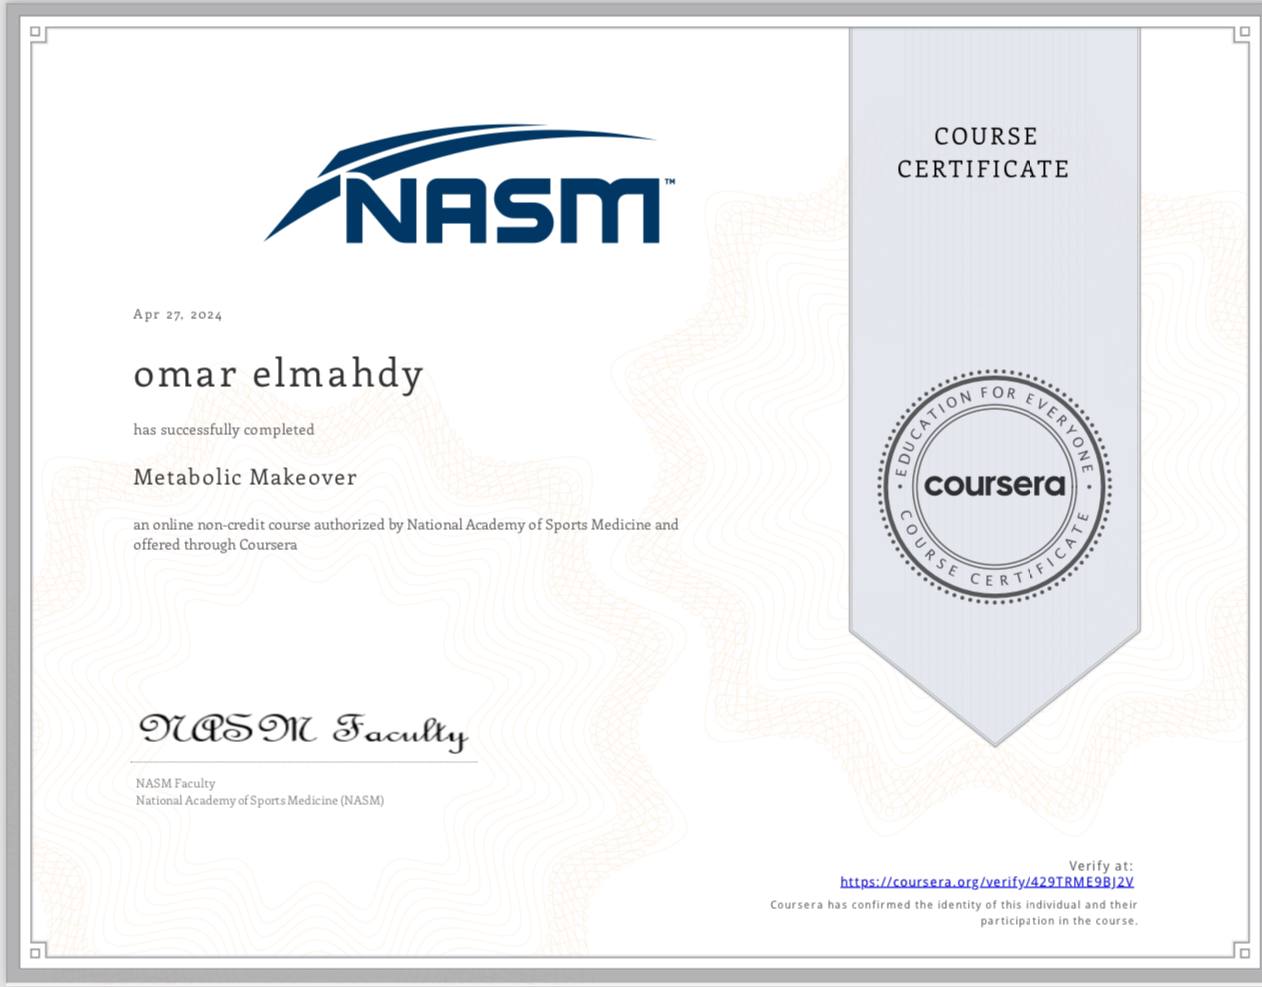 NASM™
COURSE
CERTIFICATE
Apr 27, 2024
omar elmahdy
has successfully completed
Metabolic Makeover
an online non-credit course authorized by National Academy of Sports Medicine and
offered through Coursera
EDUCATION FOR EVERYONE
coursera
COURSE CERTIFICATE
NASM Faculty
NASM Faculty
National Academy of Sports Medicine (NASM)
Verify at:
https://coursera.org/verify/429TRME9BJ2V
Coursera has confirmed the identity of this individual and their
participation in the course.